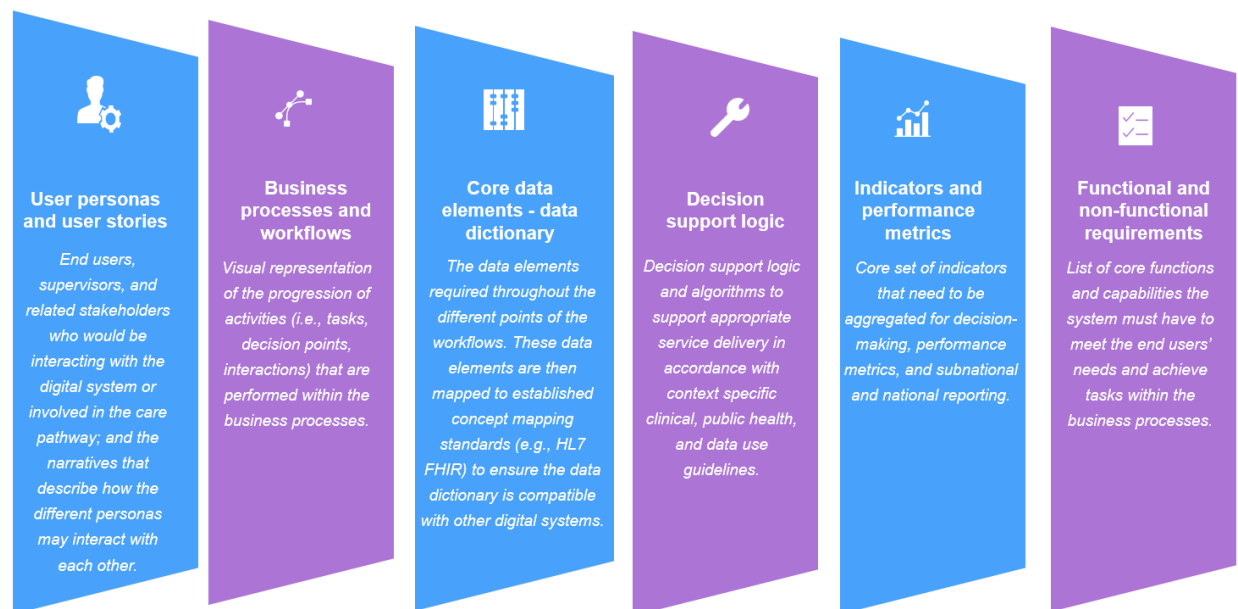 User personas
and user stories
End users,
supervisors, and
related stakeholders
who would be
interacting with the
digital system or
involved in the care
pathway; and the
narratives that
describe how the
different personas
may interact with
each other.
Business
processes and
workflows
Visual representation
of the progression of
activities (i.e., tasks,
decision points,
interactions) that are
performed within the
business processes.
Core data
elements - data
dictionary
The data elements
required throughout the
different points of the
workflows. These data
elements are then
mapped to established
concept mapping
standards (e.g., HL7
FHIR) to ensure the data
dictionary is compatible
with other digital systems.
Decision
support logic
Decision support logic
and algorithms to
support appropriate
service delivery in
accordance with
context specific
clinical, public health,
and data use
guidelines.
Indicators and
performance
metrics
Core set of indicators
that need to be
aggregated for decision-
making, performance
metrics, and subnational
and national reporting.
Functional and
non-functional
requirements
List of core functions
and capabilities the
system must have to
meet the end users'
needs and achieve
tasks within the
business processes.